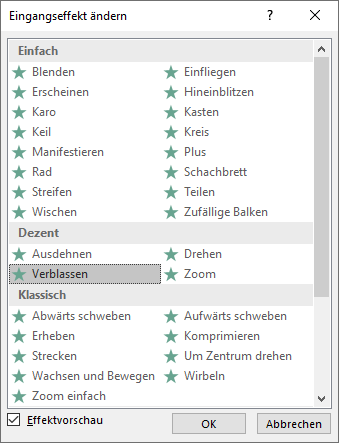 Eingangseffekt ändern ? ×
Einfach
Blenden Einfliegen
Erscheinen Hineinblitzen
Karo Kasten
Keil Kreis
Manifestieren Plus
Rad Schachbrett
Streifen Teilen
Wischen Zufällige Balken
Dezent
Ausdehnen Drehen
Verblassen Zoom
Klassisch
Abwärts schweben Aufwärts schweben
Erheben Komprimieren
Strecken Um Zentrum drehen
Wachsen und Bewegen Wirbeln
Zoom einfach
Effektvorschau OK Abbrechen